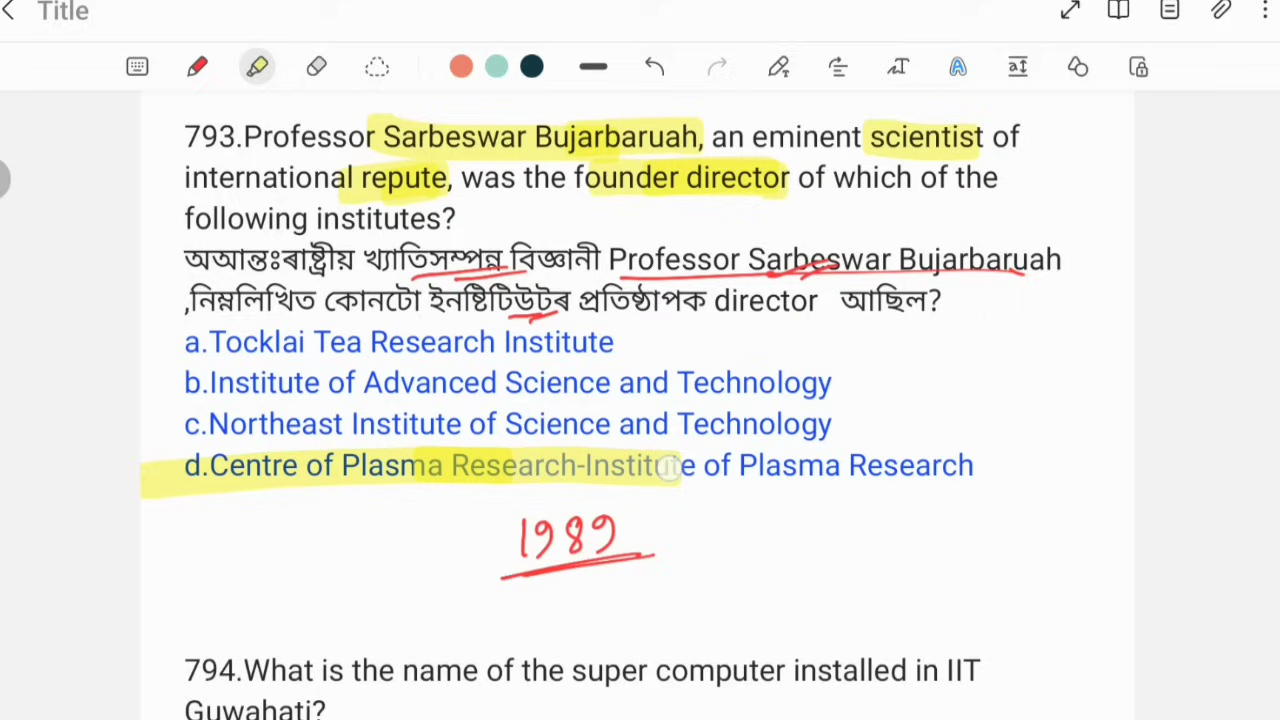 Title
793.Professor Sarbeswar Bujarbaruah, an eminent scientist of
international repute, was the founder director of which of the
following institutes?
অআন্তঃৰাষ্ট্ৰীয় খ্যাতিসম্পন্ন বিজ্ঞানী Professor Sarbeswar Bujarbaruah
,নিম্নলিখিত কোনটো ইনষ্টিটিউটৰ প্ৰতিষ্ঠাপক director আছিল?
a.Tocklai Tea Research Institute
b.Institute of Advanced Science and Technology
c.Northeast Institute of Science and Technology
d.Centre of Plasma Research-Institute of Plasma Research
1989
794.What is the name of the super computer installed in IIT
Guwahati?